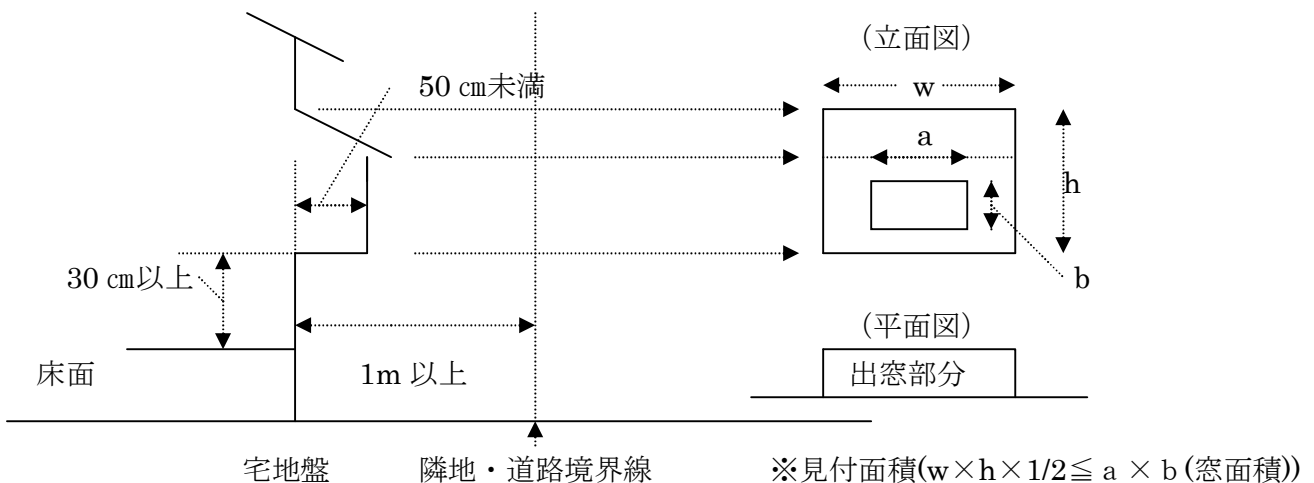 (立面図)
50 ㎝未満
w
a
h
30 ㎝以上
b
(平面図)
床面
1m 以上
出窓部分
宅地盤
隣地・道路境界線
※見付面積(w×h×1/2≦ a × b (窓面積))